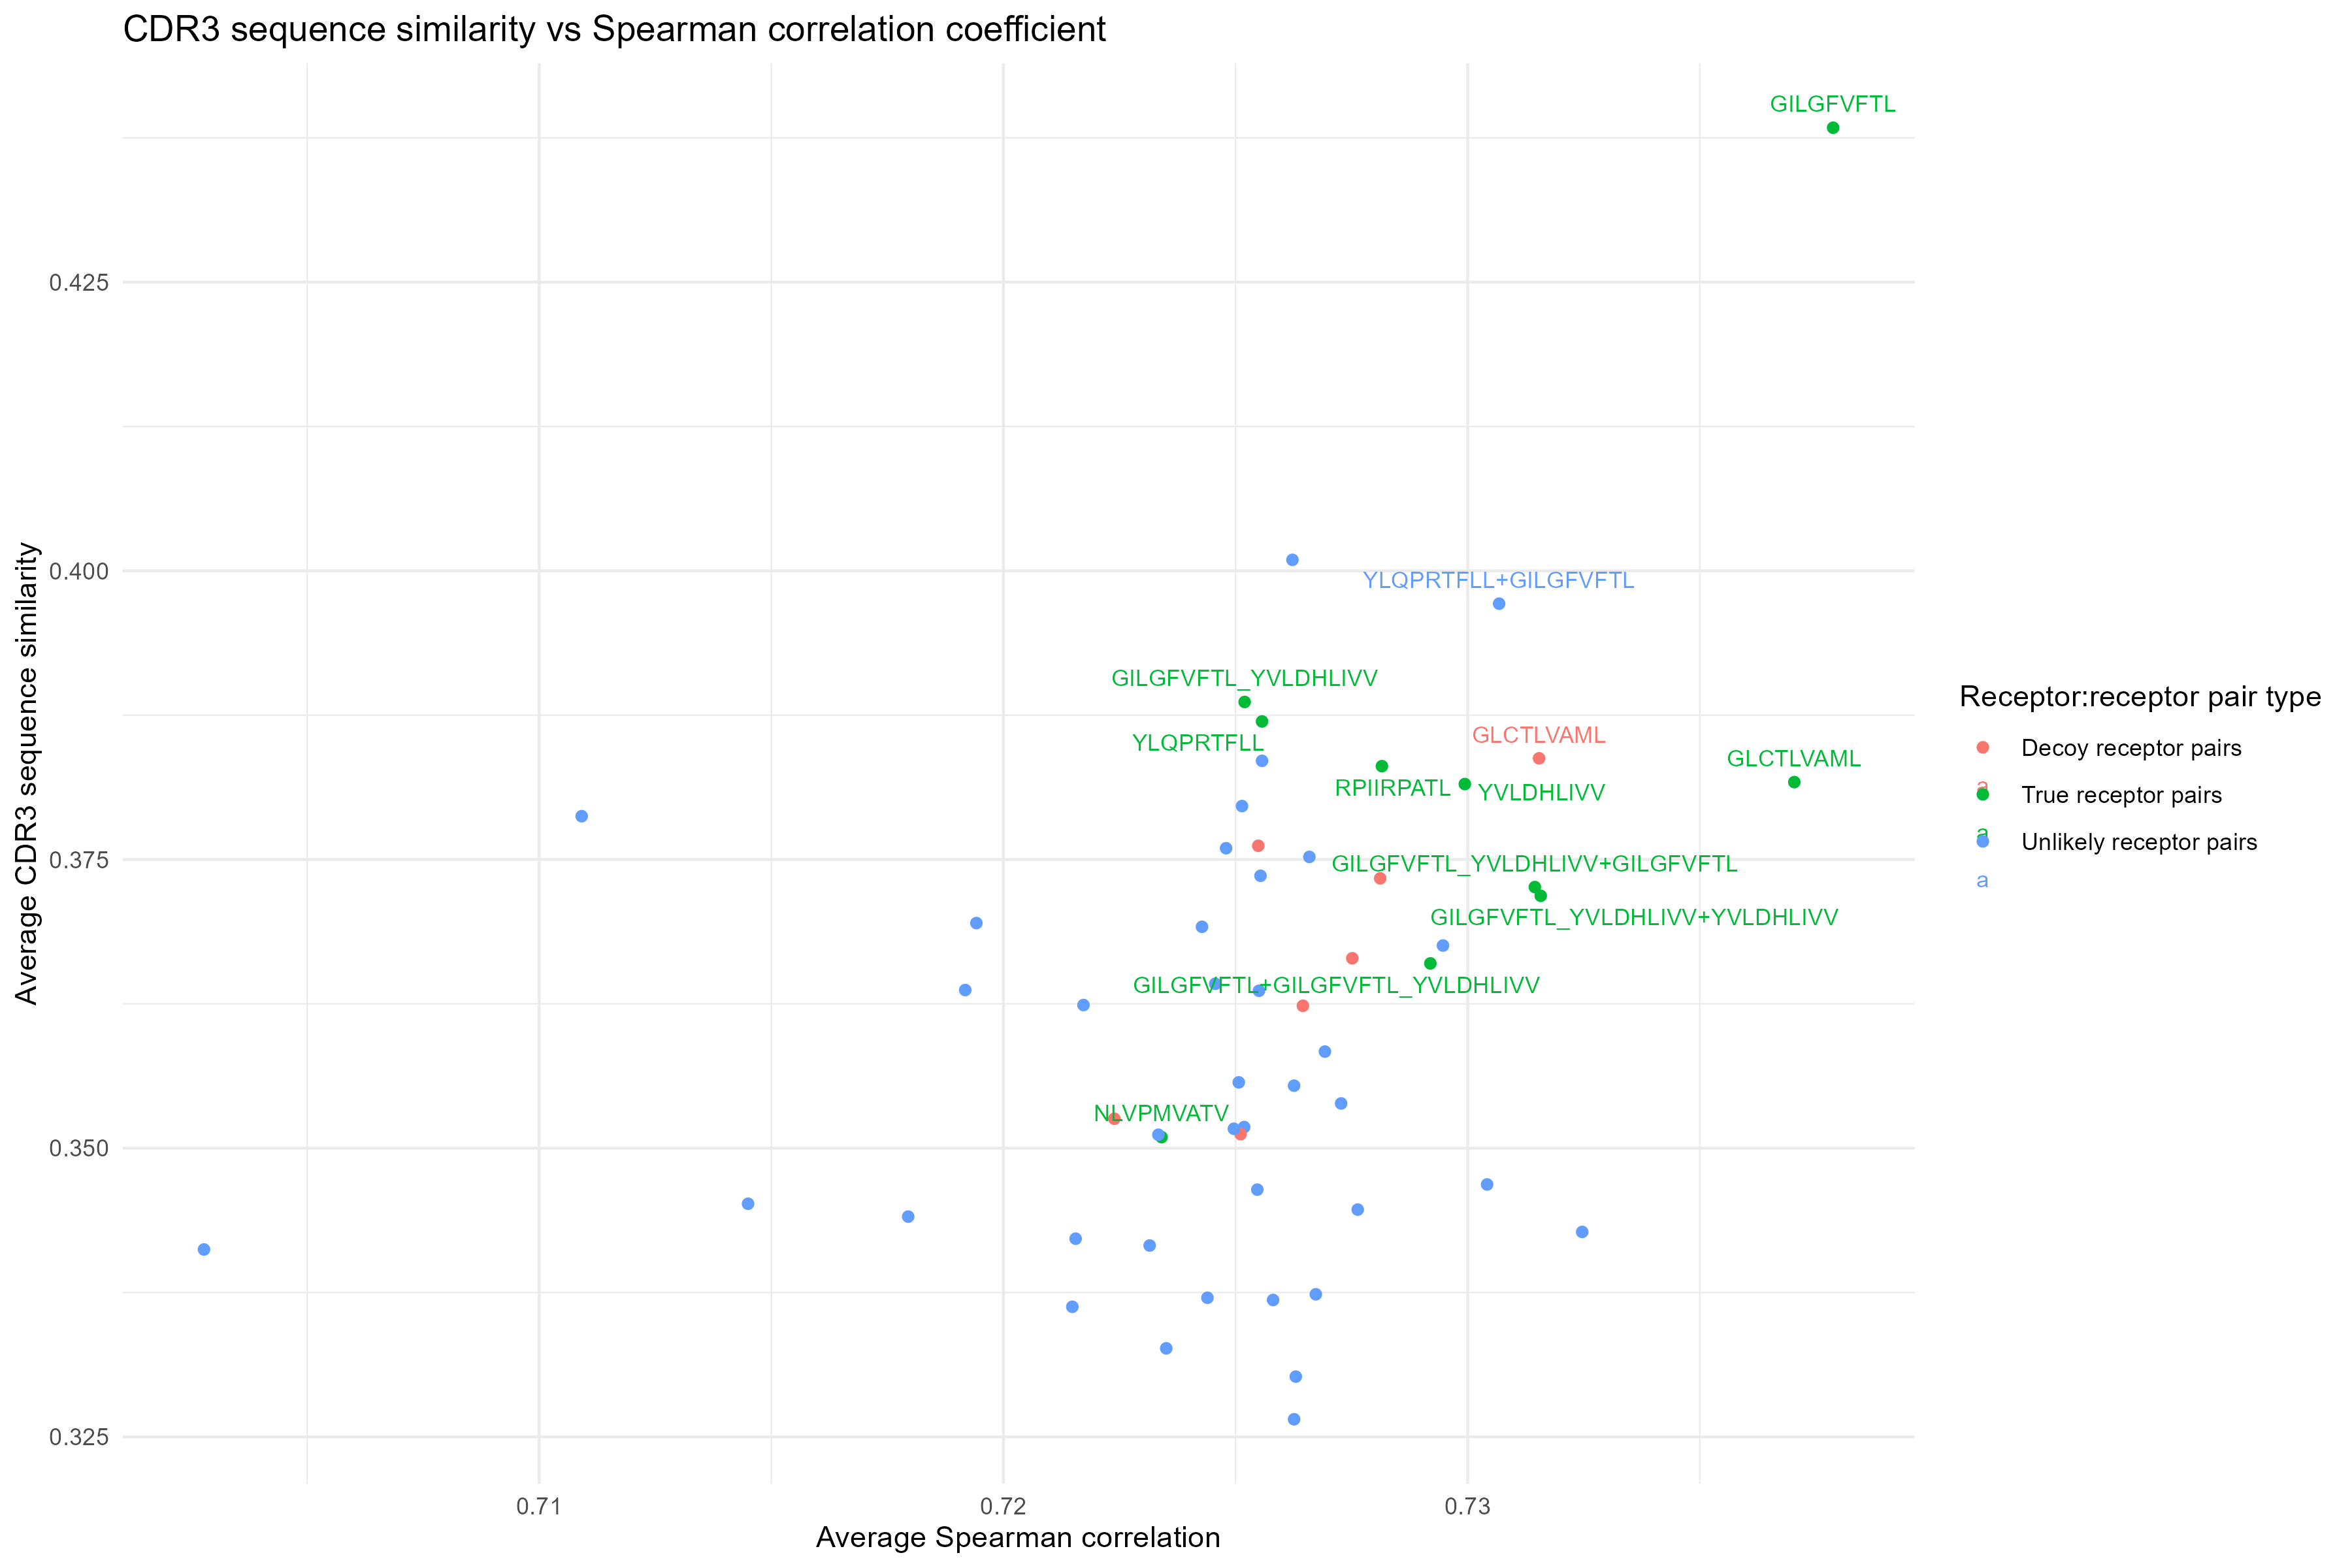 CDR3 sequence similarity vs Spearman correlation coefficient
GILGFVFTL
0.425
0.400
YLQPRTFLL+GILGFVFTL
GILGFVFTL_YVLDHLIVV
YLQPRTFLL
GLCTLVAML
GLCTLVAML
RPIIRPATL
YVLDHLIVV
0.375
GILGFVFTL_YVLDHLIVV+GILGFVFTL
GILGFVFTL_YVLDHLIVV+YVLDHLIVV
GILGFVFTL+GILGFVFTL_YVLDHLIVV
NLVPMVATV
0.350
0.325
0.71
0.72
0.73
Average Spearman correlation
Average CDR3 sequence similarity
Receptor:receptor pair type
Decoy receptor pairs
a
True receptor pairs
a
Unlikely receptor pairs
a